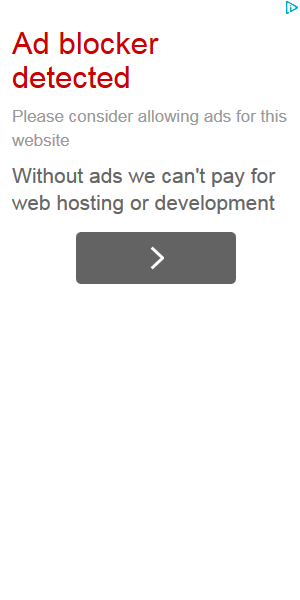 Ad blocker
detected
Please consider allowing ads for this
website
Without ads we can't pay for
web hosting or development